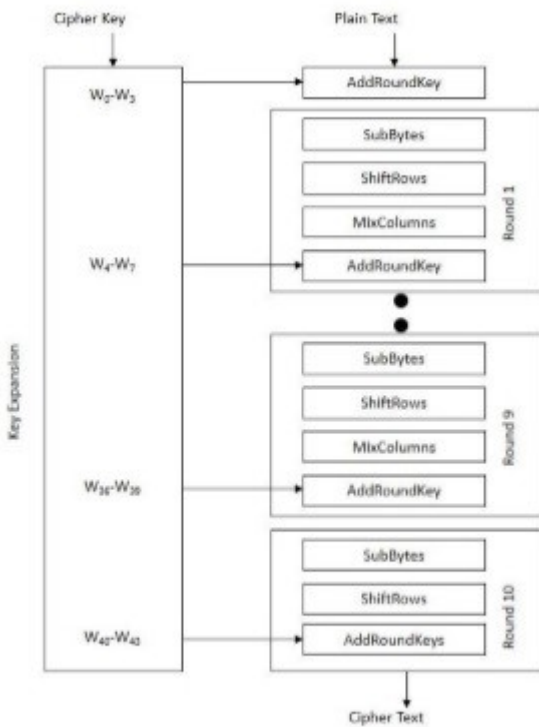 Cipher Key
Plain Text
W₀-W₃
AddRoundKey
SubBytes
ShiftRows
MixColumns
W₄-W₇
AddRoundKey
Round 1
SubBytes
ShiftRows
MixColumns
W₃₆-W₃₉
AddRoundKey
Round 9
Key Expansion
SubBytes
ShiftRows
W₄₀-W₄₃
AddRoundKeys
Round 10
Cipher Text